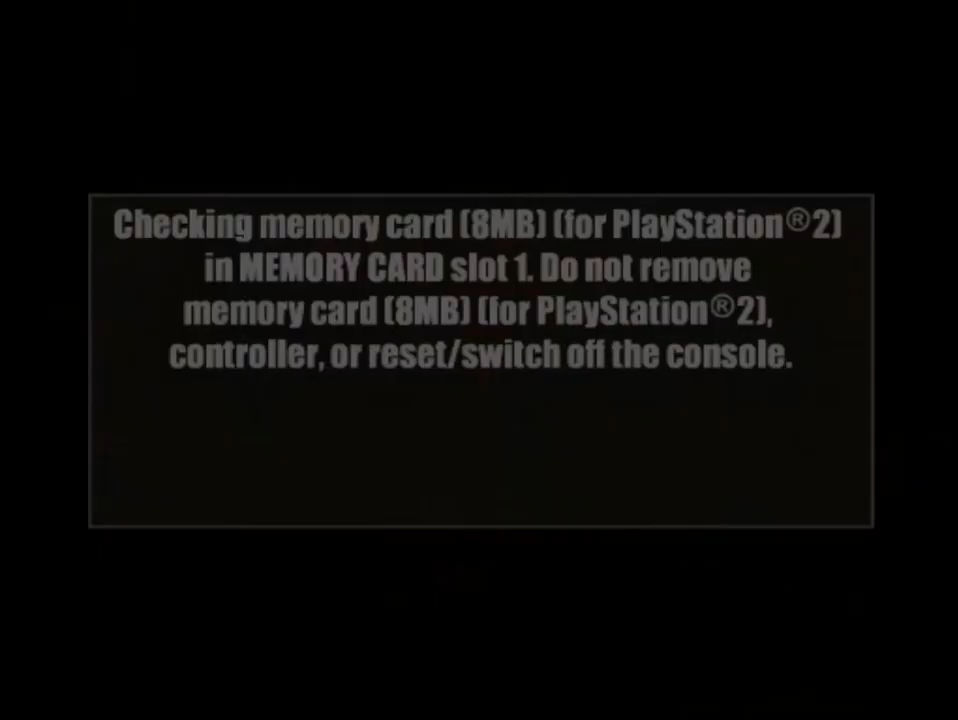 Checking memory card (8MB) (for PlayStation®2)
in MEMORY CARD slot 1. Do not remove
memory card (8MB) (for PlayStation®2),
controller, or reset/switch off the console.